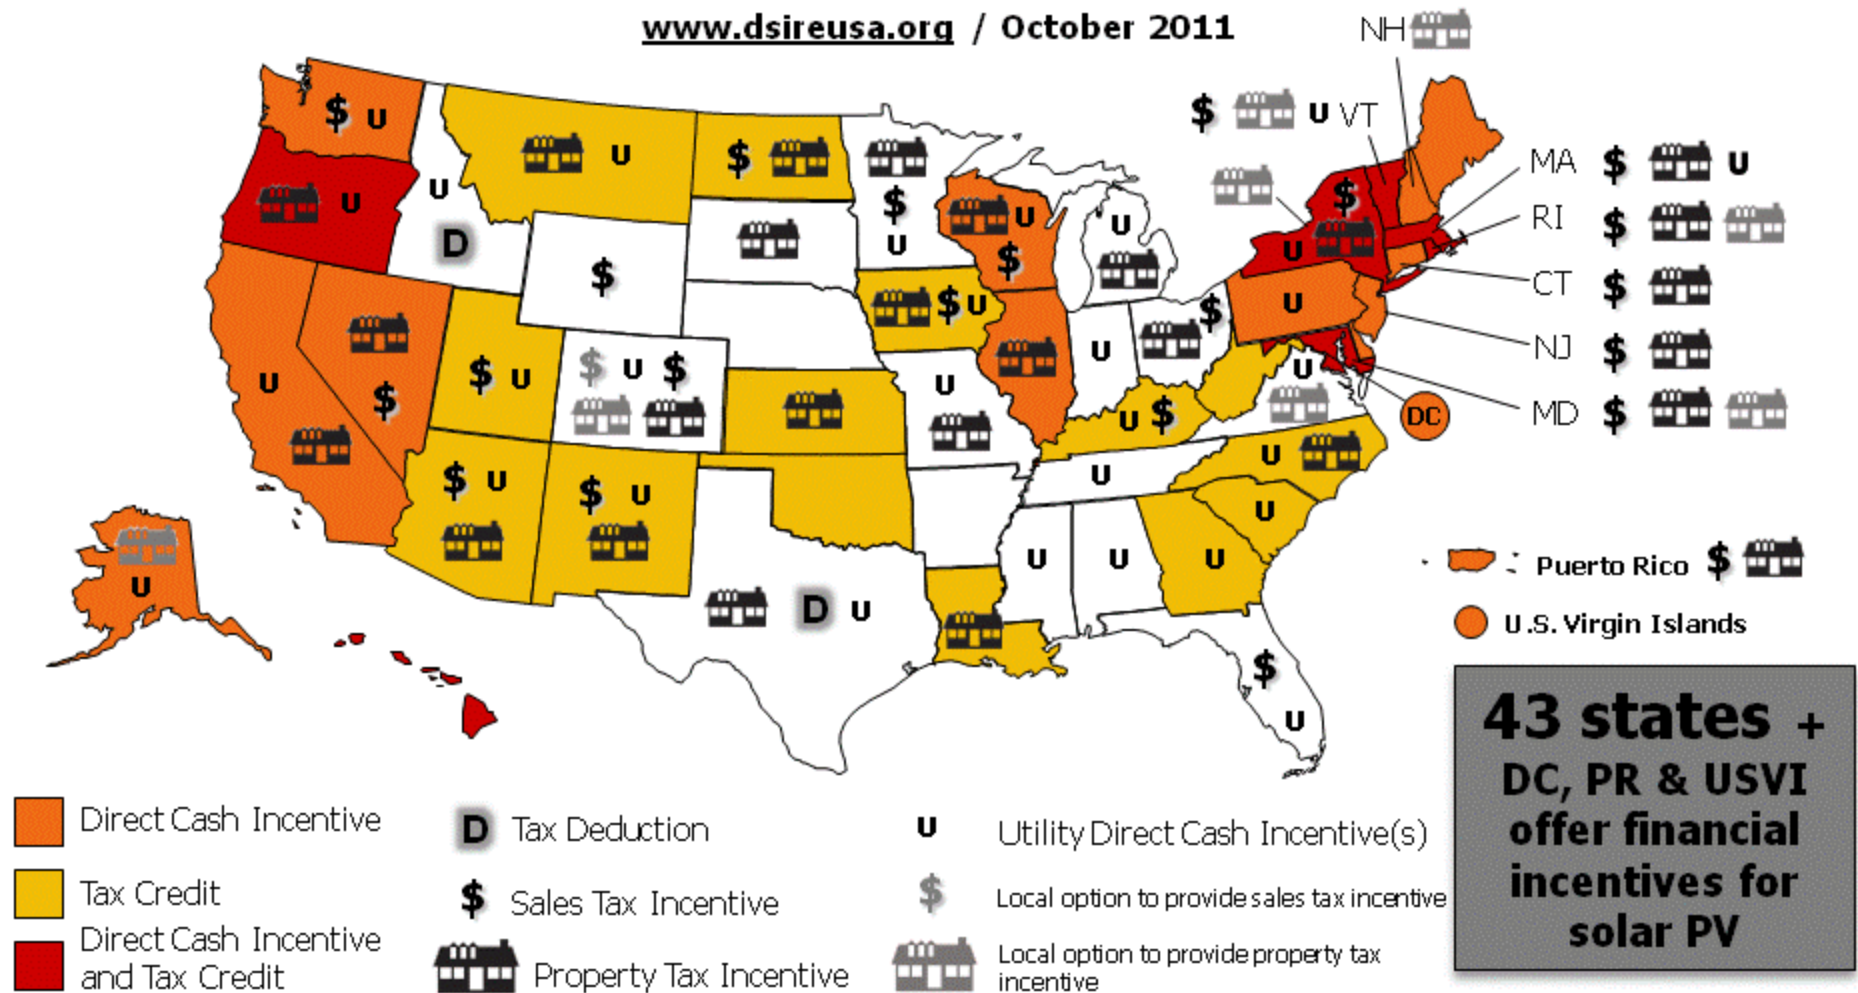 www.dsireusa.org / October 2011
NH
$ U VT
MA $ U
RI $
CT $
NJ $
MD $
DC
$ U
U
U
D
U
$
$
U
$
U
$
$
U
$
U
U
$
U
U
$ U
$ U $
$ U
U
U
$
$
U
U $
U
U
$ U
$ U
U
U
U
U
U
U
D U
$
U
U
Puerto Rico $
U.S. Virgin Islands
43 states +
DC, PR & USVI
offer financial
incentives for
solar PV
Direct Cash Incentive
Tax Credit
Direct Cash Incentive
and Tax Credit
D Tax Deduction
$ Sales Tax Incentive
Property Tax Incentive
U Utility Direct Cash Incentive(s)
$ Local option to provide sales tax incentive
Local option to provide property tax
incentive